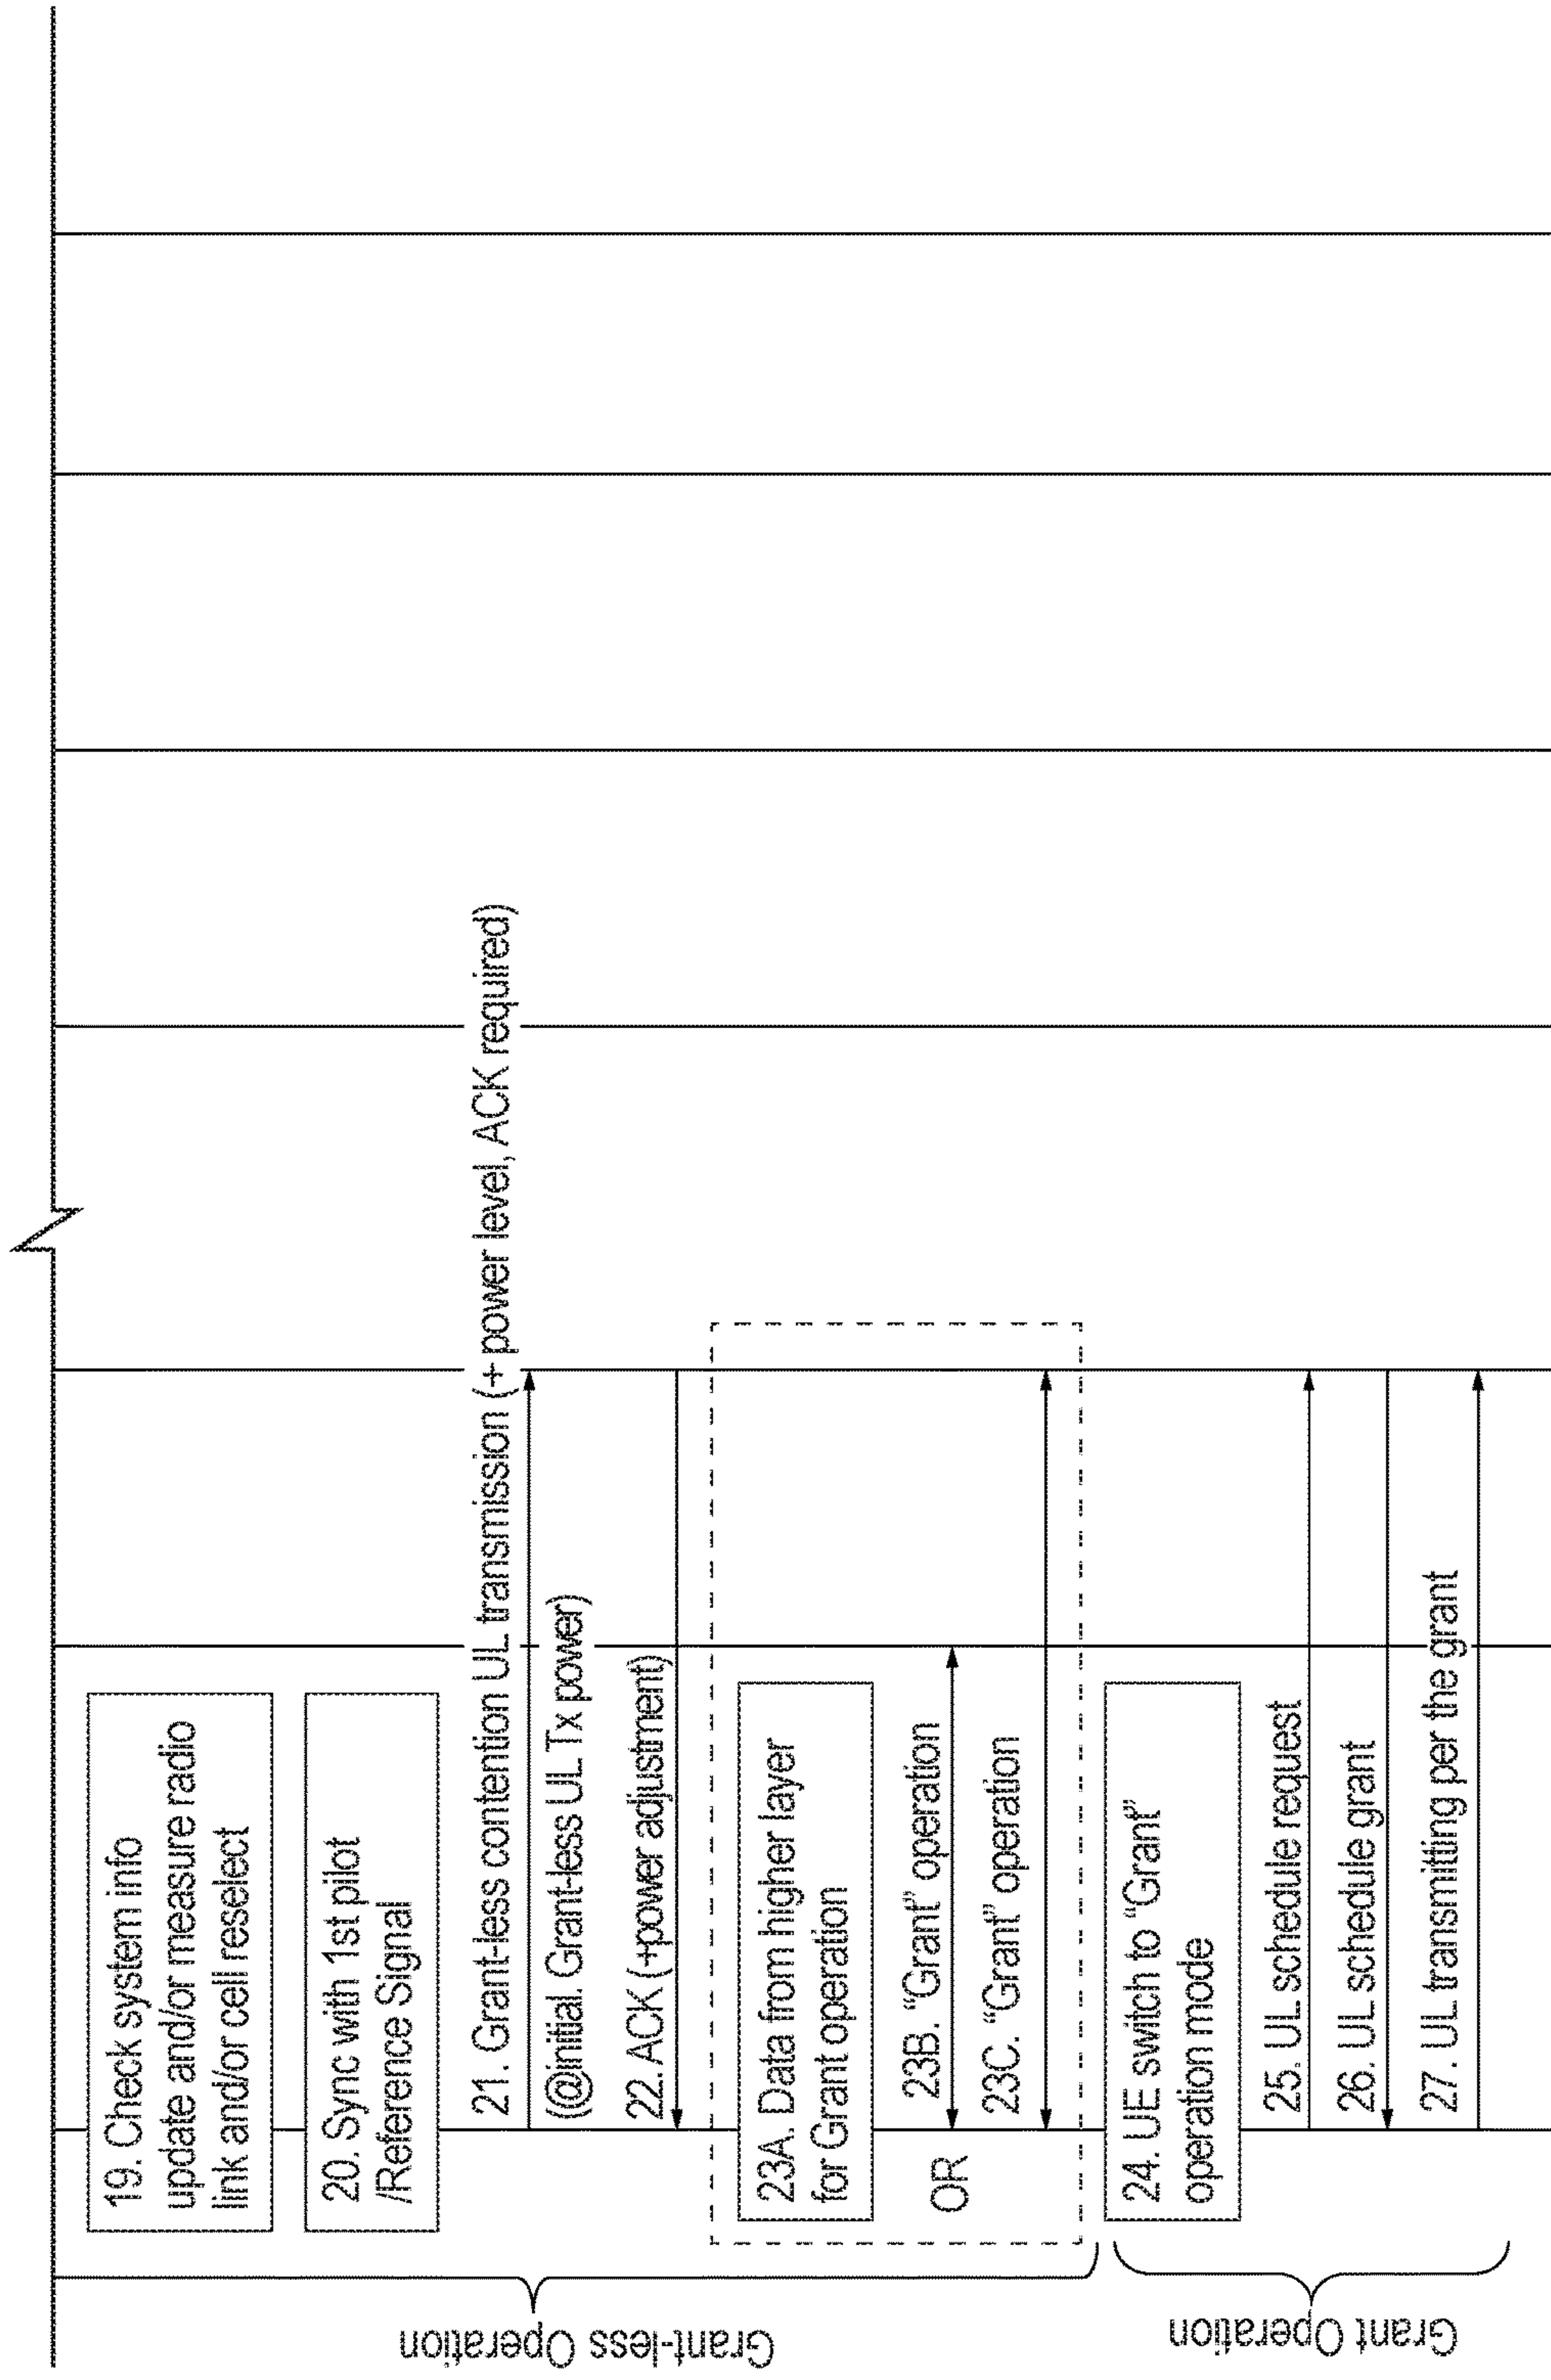 19. Check system info
update and/or measure radio
link and/or cell reselect
20. Sync with 1st pilot
/Reference Signal
21. Grant-less contention UL transmission (+ power level, ACK required)
(@initial. Grant-less UL Tx power)
22. ACK (+power adjustment)
23A. Data from higher layer
for Grant operation
OR
23B. “Grant” operation
23C. “Grant” operation
Grant-less Operation
24. UE switch to “Grant”
operation mode
25. UL schedule request
26. UL schedule grant
27. UL transmitting per the grant
Grant Operation